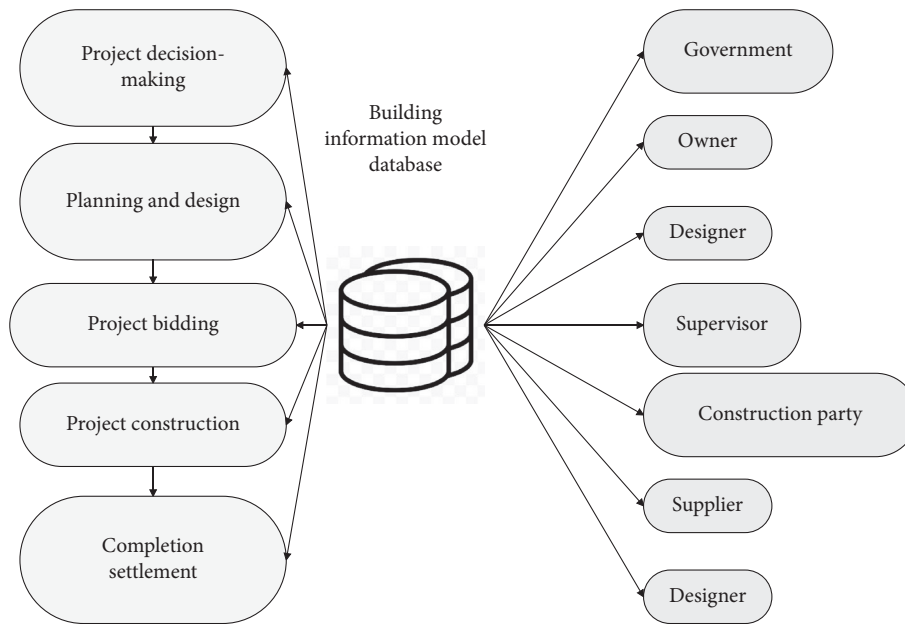 Project decision-
making
Planning and design
Project bidding
Project construction
Completion
settlement
Building
information model
database
Government
Owner
Designer
Supervisor
Construction party
Supplier
Designer